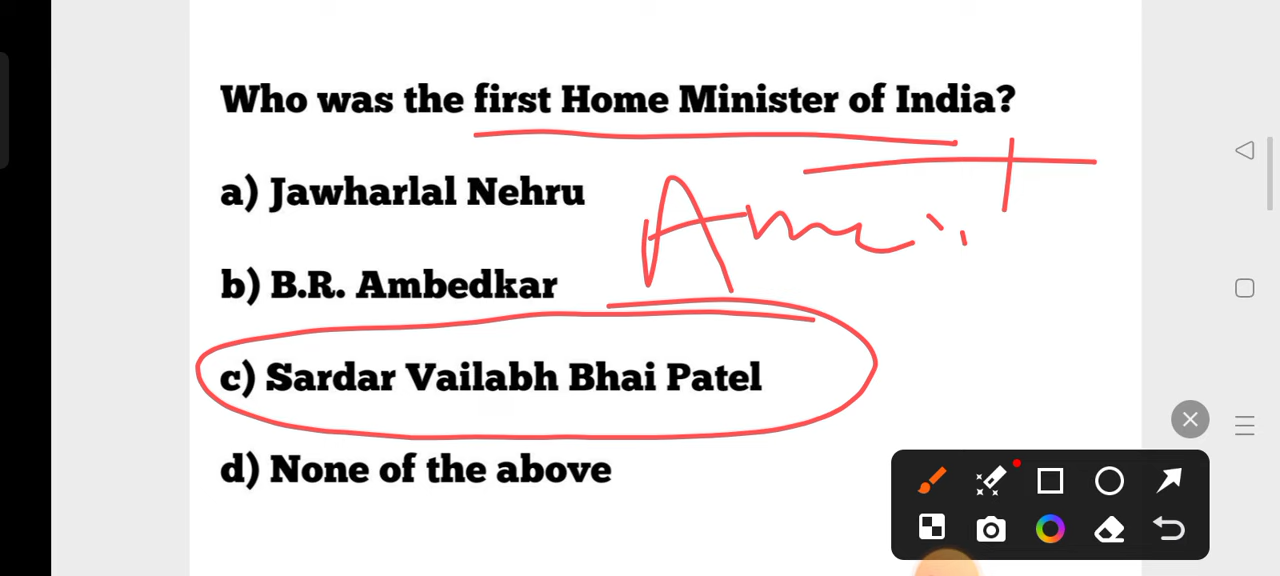 Who was the first Home Minister of India?
a) Jawharlal Nehru
b) B.R. Ambedkar
c) Sardar Vailabh Bhai Patel
d) None of the above